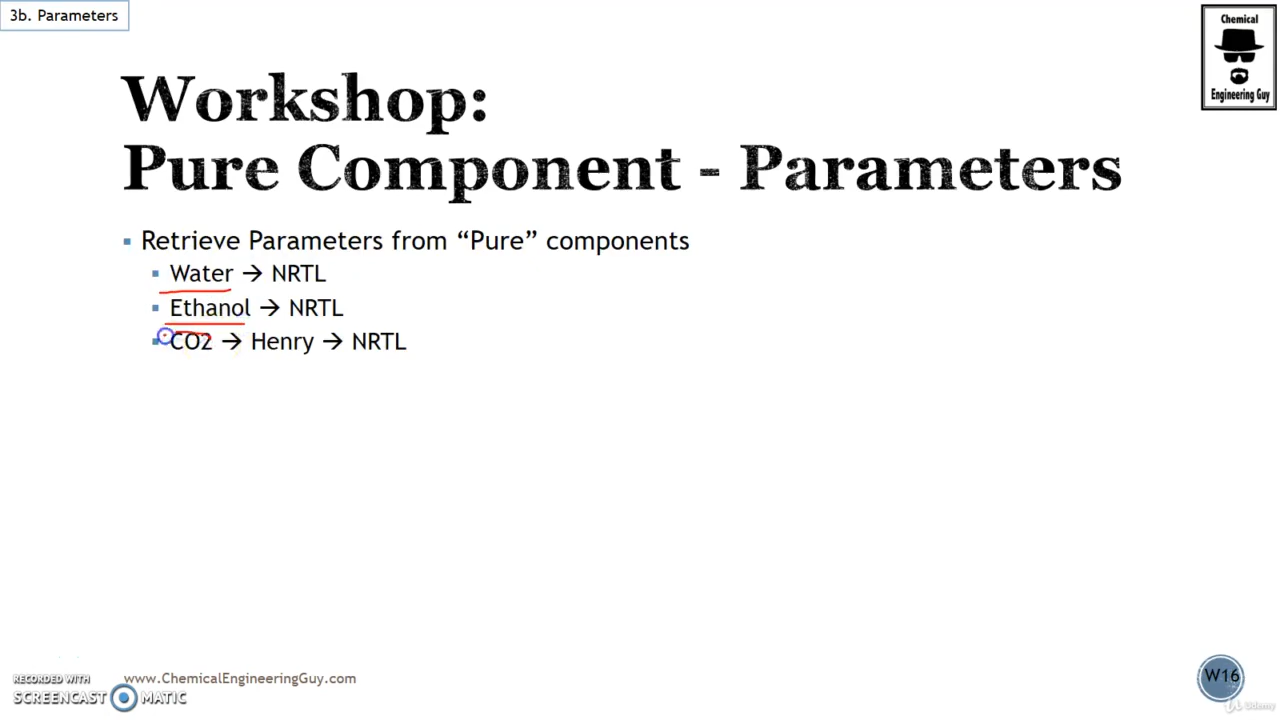 3b. Parameters
Chemical
Engineering Guy
Workshop:
Pure Component - Parameters
Retrieve Parameters from “Pure” components
Water → NRTL
Ethanol → NRTL
CO2 → Henry → NRTL
RECORDED WITH
SCREENCAST MATIC
www.ChemicalEngineeringGuy.com
W16
Udemy